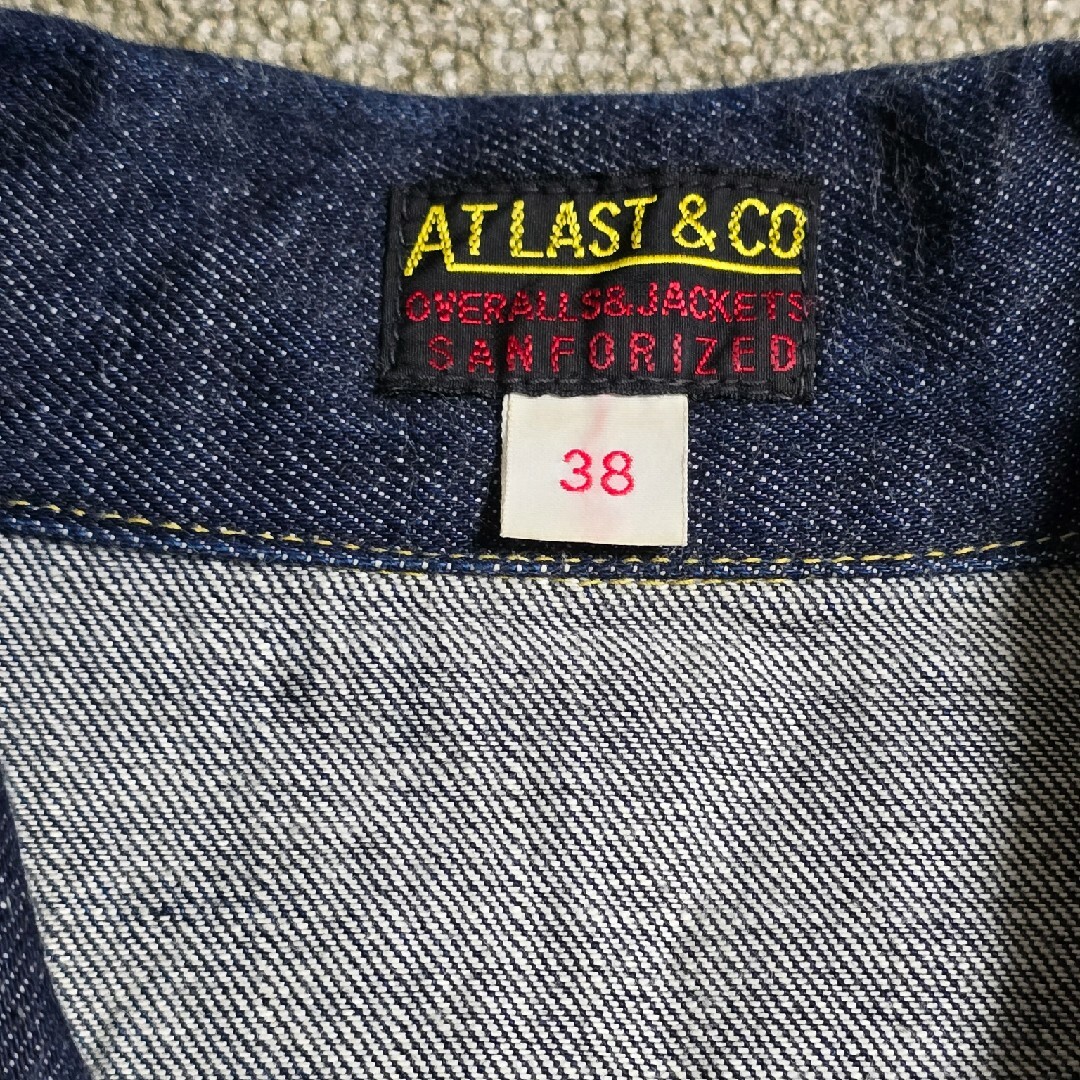 AT LAST & CO
OVERALLS & JACKETS
SANFORIZED
38